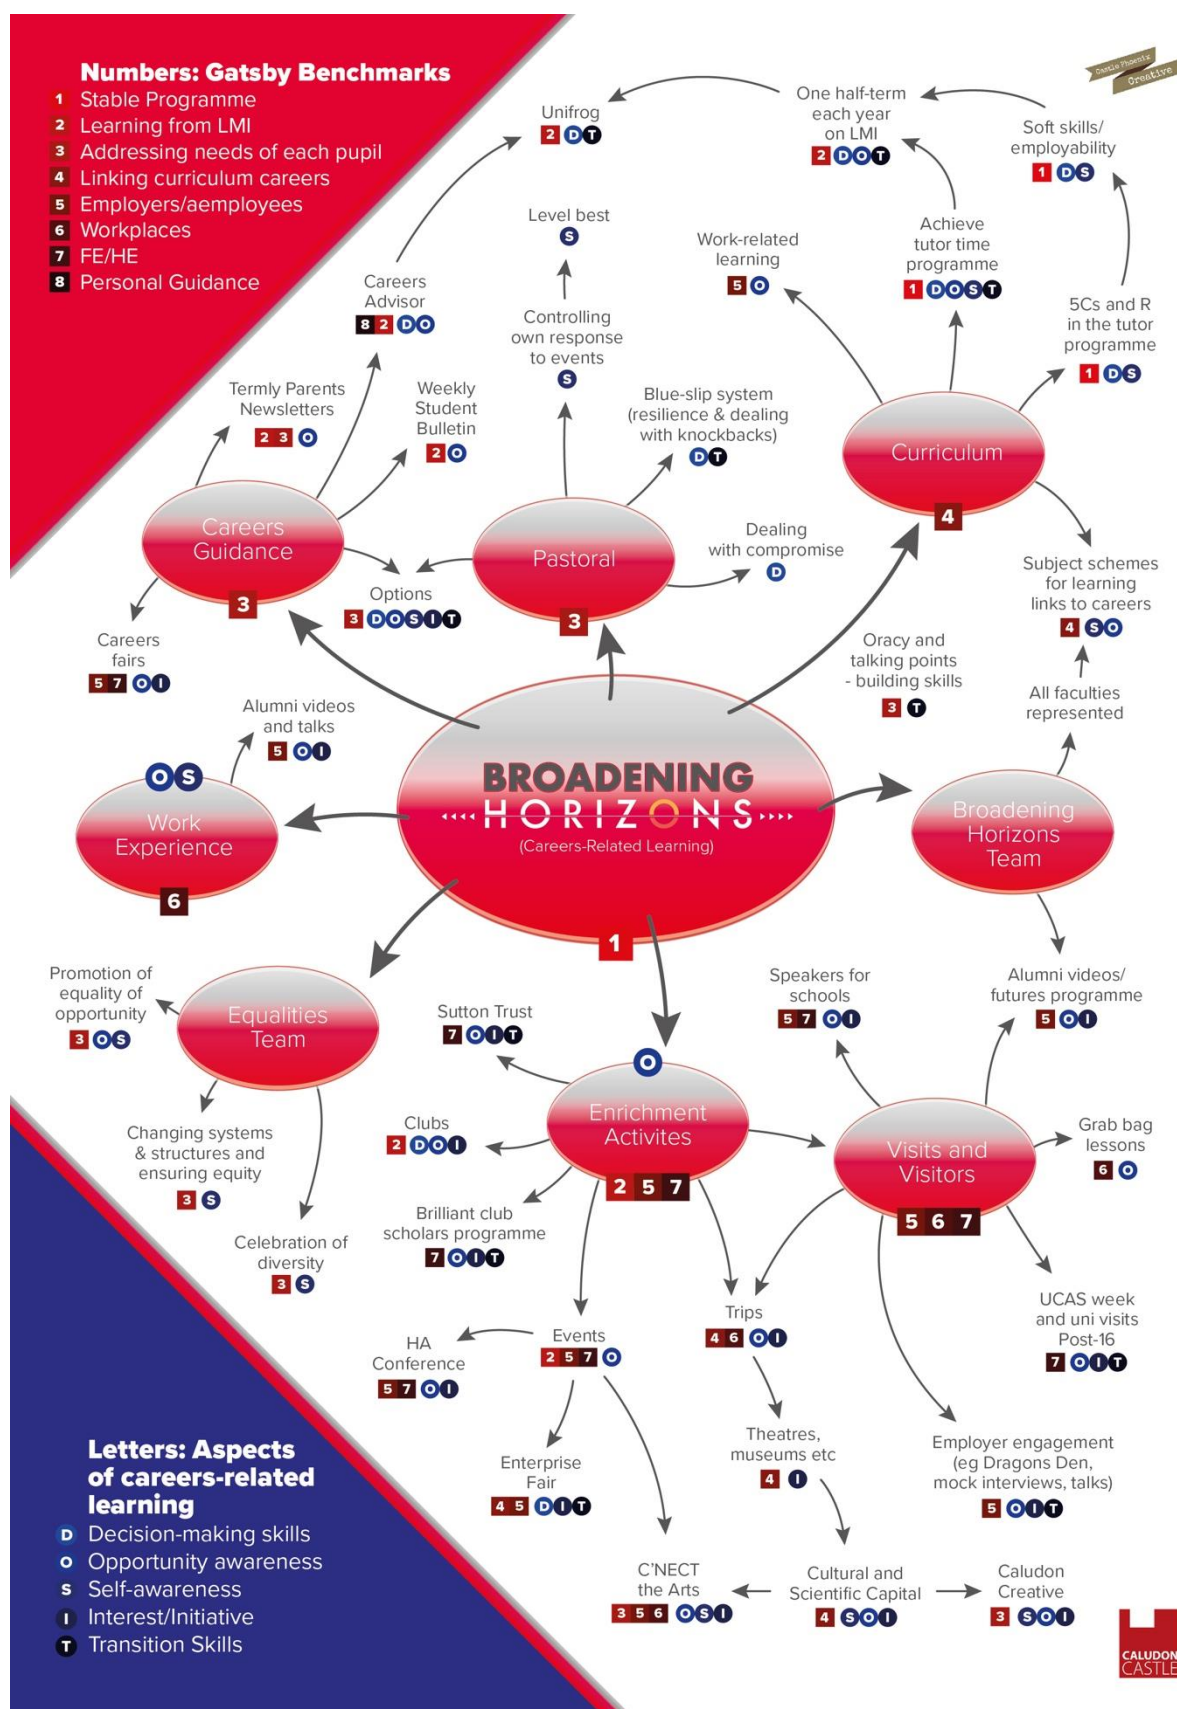 Numbers: Gatsby Benchmarks
1 Stable Programme
2 Learning from LMI
3 Addressing needs of each pupil
4 Linking curriculum careers
5 Employers/aemployees
6 Workplaces
7 FE/HE
8 Personal Guidance
Castle Phoenix
Creative
Unifrog
2 D T
One half-term
each year
on LMI
2 D O T
Soft skills/
employability
1 D S
Level best
S
Work-related
learning
5 O
Achieve
tutor time
programme
1 D O S T
Careers
Advisor
8 2 D O
Controlling
own response
to events
S
5Cs and R
in the tutor
programme
1 D S
Termly Parents
Newsletters
2 3 O
Weekly
Student
Bulletin
2 O
Blue-slip system
(resilience & dealing
with knockbacks)
D T
Curriculum
4
Careers
Guidance
3
Pastoral
3
Dealing
with compromise
D
Options
3 D O S I T
Subject schemes
for learning
links to careers
4 S O
Careers
fairs
5 7 O I
Oracy and
talking points
- building skills
3 T
All faculties
represented
Alumni videos
and talks
5 O I
O S
Work
Experience
6
BROADENING
HORIZONS
(Careers-Related Learning)
1
Broadening
Horizons
Team
Promotion of
equality of
opportunity
3 O S
Equalities
Team
Sutton Trust
7 O I T
Speakers for
schools
5 7 O I
Alumni videos/
futures programme
5 O I
O
Enrichment
Activites
2 5 7
Clubs
2 D O I
Changing systems
& structures and
ensuring equity
3 S
Visits and
Visitors
5 6 7
Grab bag
lessons
6 O
Brilliant club
scholars programme
7 O I T
Celebration of
diversity
3 S
Trips
4 6 O I
UCAS week
and uni visits
Post-16
7 O I T
HA
Conference
5 7 O I
Events
2 5 7 O
Enterprise
Fair
4 5 D I T
Theatres,
museums etc
4 I
Employer engagement
(eg Dragons Den,
mock interviews, talks)
5 O I T
Letters: Aspects
of careers-related
learning
D Decision-making skills
O Opportunity awareness
S Self-awareness
I Interest/Initiative
T Transition Skills
C'NECT
the Arts
3 5 6 O S I
Cultural and
Scientific Capital
4 S O I
Caludon
Creative
3 S O I
CALUDON
CASTLE